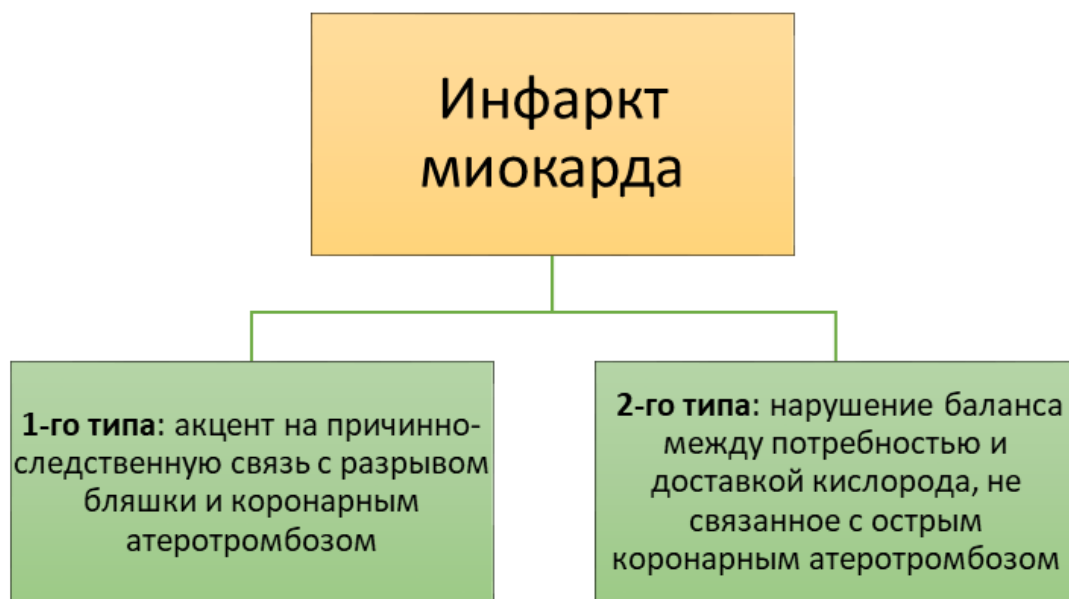 Инфаркт
миокарда
1-го типа: акцент на причинно-
следственную связь с разрывом
бляшки и коронарным
атеротромбозом
2-го типа: нарушение баланса
между потребностью и
доставкой кислорода, не
связанное с острым
коронарным атеротромбозом